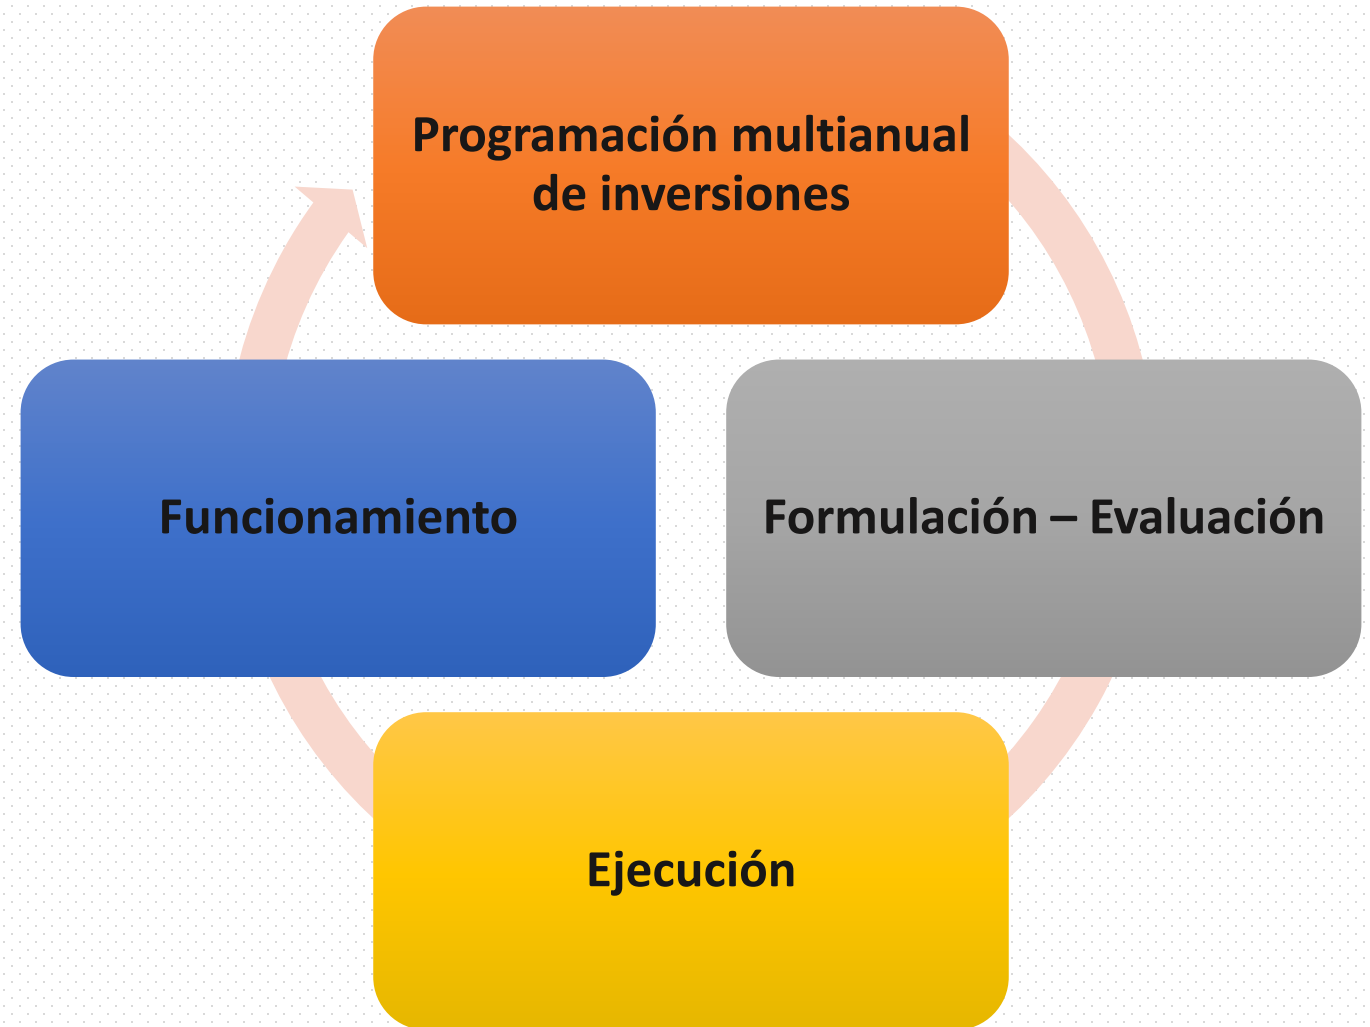 Programación multianual
de inversiones
Funcionamiento
Formulación – Evaluación
Ejecución